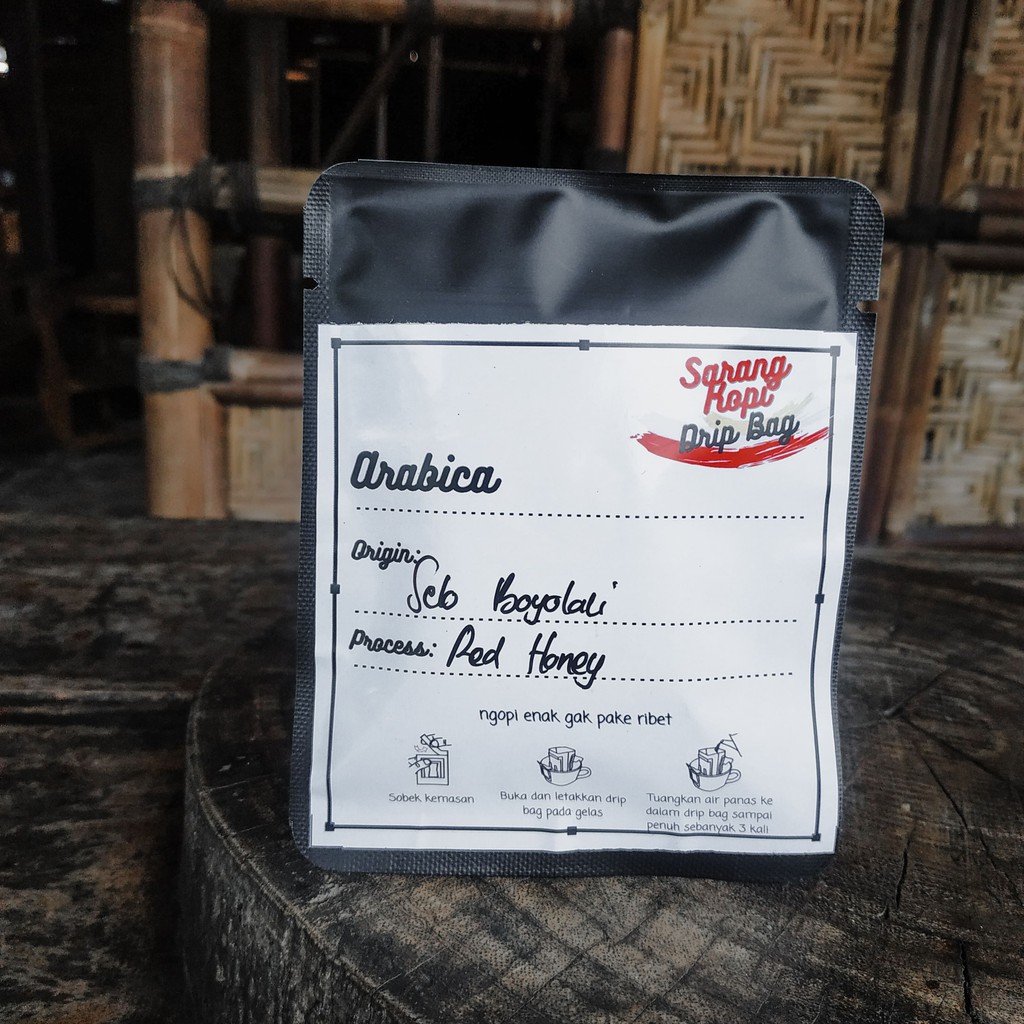 Sarang
Kopi
Drip Bag
Arabica
Origin: Selo Boyolali
Process: Red Honey
ngopi enak gak pake ribet
Sobek kemasan
Buka dan letakkan drip
bag pada gelas
Tuangkan air panas ke
dalam drip bag sampai
penuh sebanyak 3 kali